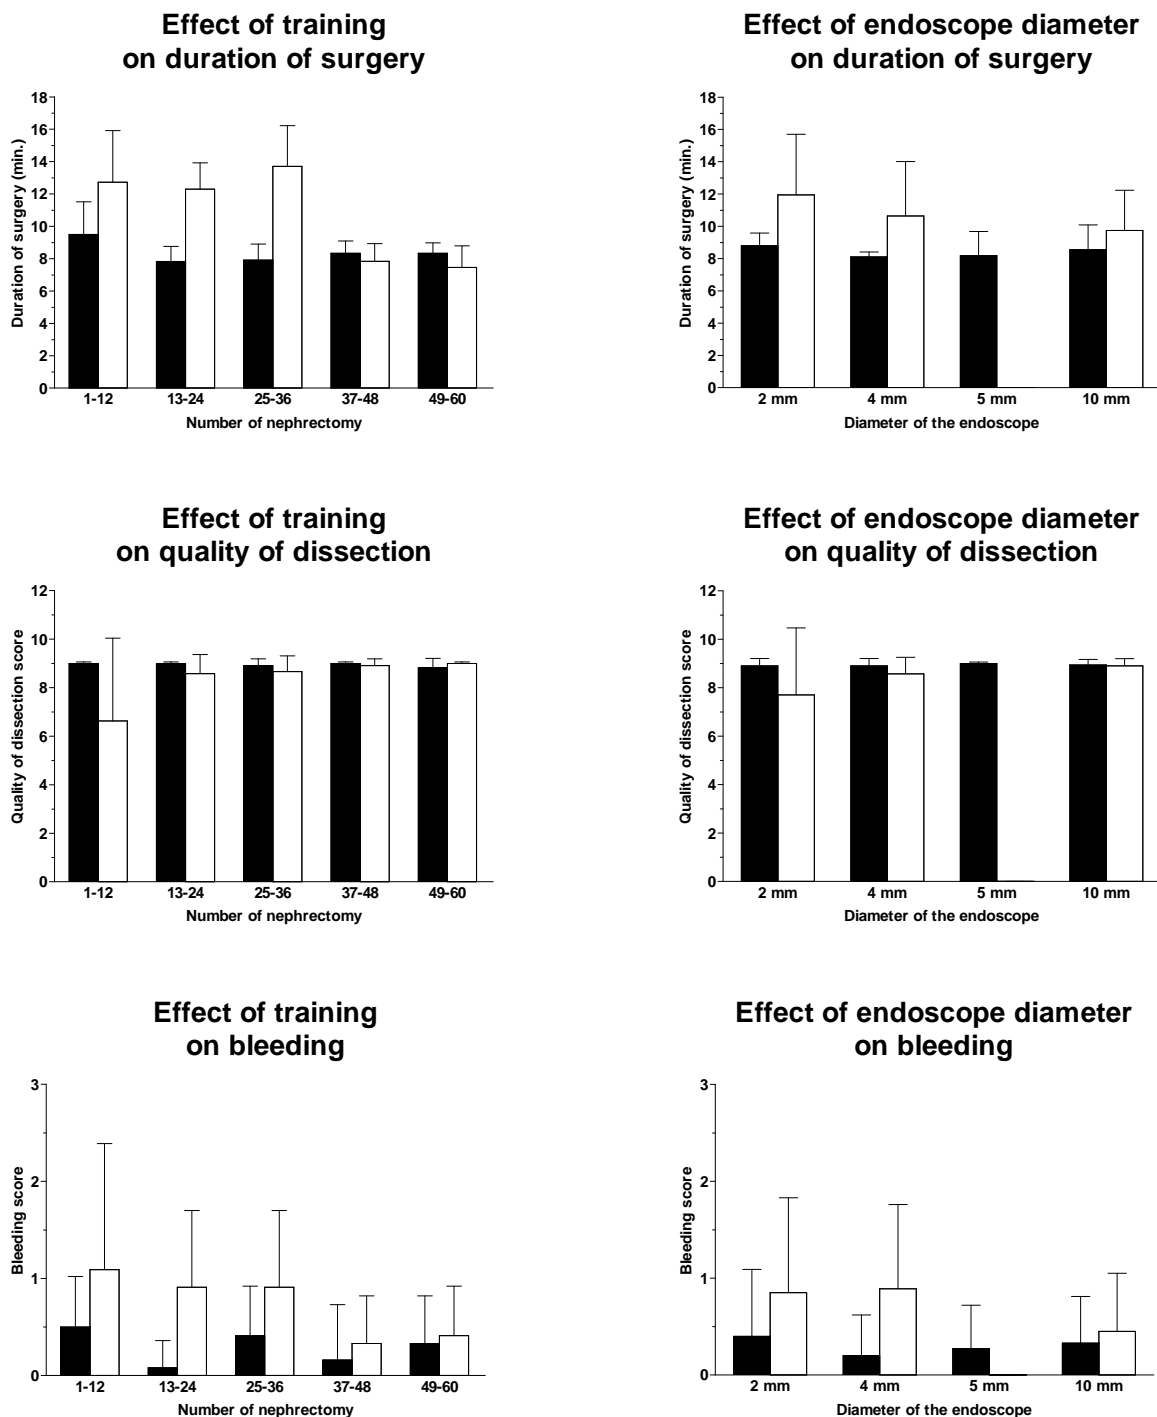 Effect of training
on duration of surgery
18
16
14
12
10
8
6
4
2
0
Duration of surgery (min.)
1-12 13-24 25-36 37-48 49-60
Number of nephrectomy
Effect of endoscope diameter
on duration of surgery
18
16
14
12
10
8
6
4
2
0
Duration of surgery (min.)
2 mm 4 mm 5 mm 10 mm
Diameter of the endoscope
Effect of training
on quality of dissection
12
10
8
6
4
2
0
Quality of dissection score
1-12 13-24 25-36 37-48 49-60
Number of nephrectomy
Effect of endoscope diameter
on quality of dissection
12
10
8
6
4
2
0
Quality of dissection score
2 mm 4 mm 5 mm 10 mm
Diameter of the endoscope
Effect of training
on bleeding
3
2
1
0
Bleeding score
1-12 13-24 25-36 37-48 49-60
Number of nephrectomy
Effect of endoscope diameter
on bleeding
3
2
1
0
Bleeding score
2 mm 4 mm 5 mm 10 mm
Diameter of the endoscope